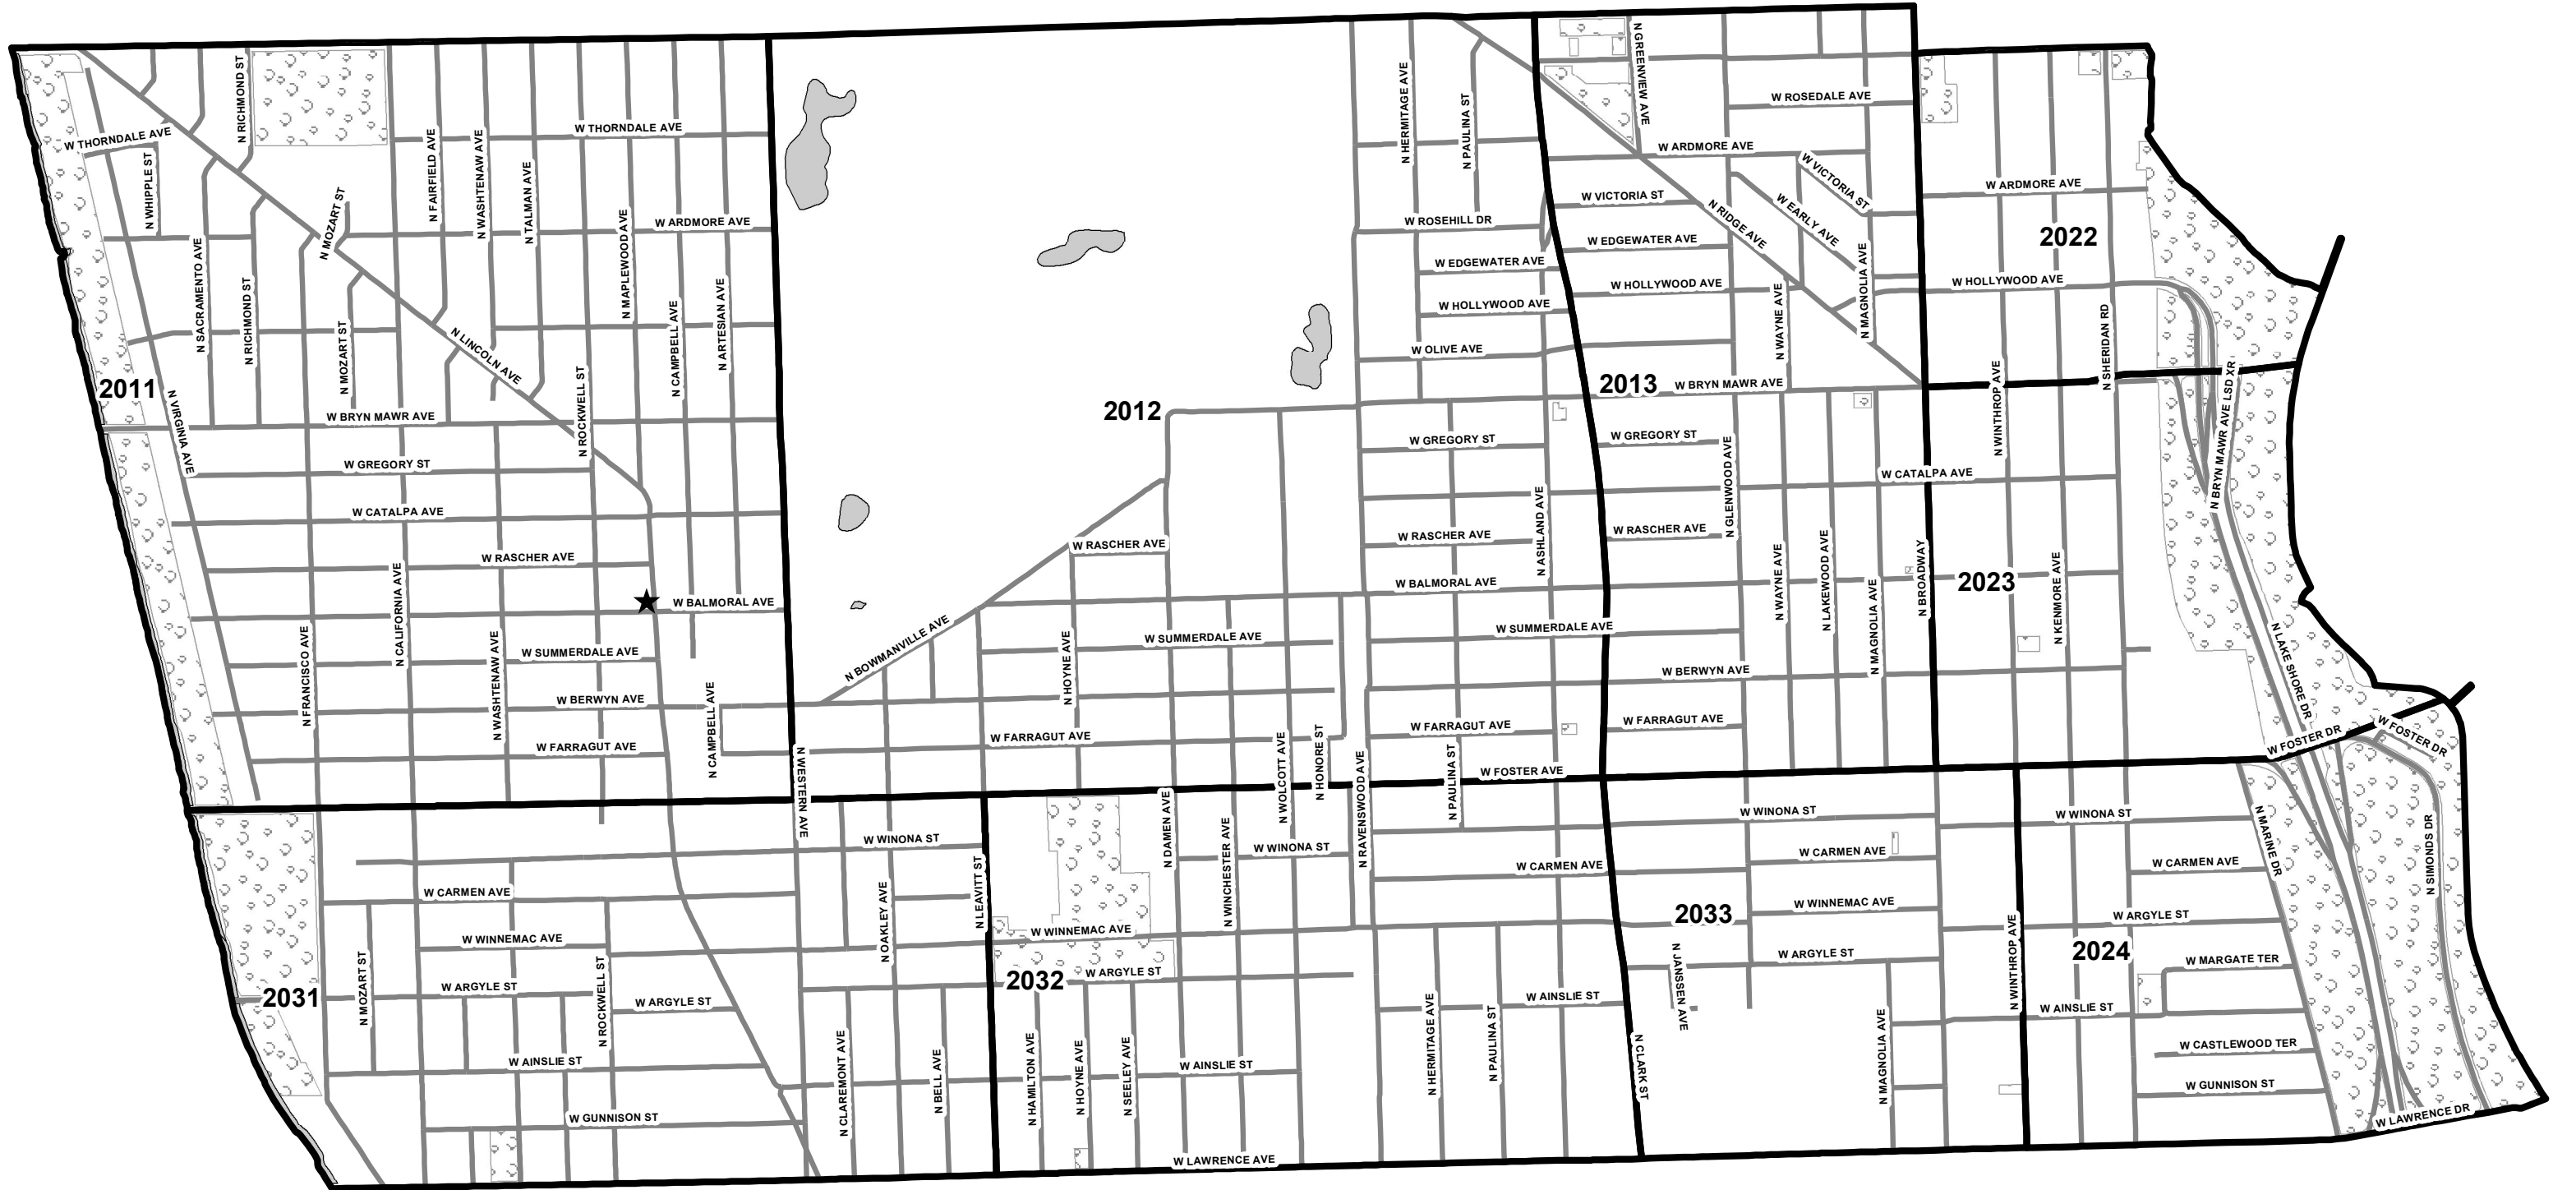 N GREENVIEW AVE
N RICHMOND ST
N HERMITAGE AVE
N PAULINA ST
W ROSEDALE AVE
W THORNDALE AVE
W THORNDALE AVE
N WHIPPLE ST
N FAIRFIELD AVE
N WASHTENAW AVE
N TALMAN AVE
W ARDMORE AVE
W VICTORIA ST
W ARDMORE AVE
N MOZART ST
N MAPLEWOOD AVE
W ARDMORE AVE
W ROSEHILL DR
W VICTORIA ST
N RIDGE AVE
W EARLY AVE
2022
N SACRAMENTO AVE
N RICHMOND ST
W EDGEWATER AVE
W EDGEWATER AVE
N MAGNOLIA AVE
W HOLLYWOOD AVE
W HOLLYWOOD AVE
W HOLLYWOOD AVE
N MOZART ST
N LINCOLN AVE
N CAMPBELL AVE
N ARTESIAN AVE
W OLIVE AVE
N WAYNE AVE
N SHERIDAN RD
2011
N VIRGINIA AVE
N ROCKWELL ST
W BRYN MAWR AVE
2012
2013
W BRYN MAWR AVE
N WINTHROP AVE
N BRYN MAWR AVE LSD XR
W GREGORY ST
W GREGORY ST
W GREGORY ST
N GLENWOOD AVE
W CATALPA AVE
W CATALPA AVE
W RASCHER AVE
W RASCHER AVE
W RASCHER AVE
N ASHLAND AVE
W RASCHER AVE
N CALIFORNIA AVE
W BALMORAL AVE
W BALMORAL AVE
N WAYNE AVE
N LAKEWOOD AVE
N MAGNOLIA AVE
N BROADWAY
2023
N KENMORE AVE
N FRANCISCO AVE
N WASHTENAW AVE
W SUMMERDALE AVE
N BOWMANVILLE AVE
N HOYNE AVE
W SUMMERDALE AVE
W SUMMERDALE AVE
N LAKE SHORE DR
W BERWYN AVE
W BERWYN AVE
N CAMPBELL AVE
W FARRAGUT AVE
W FARRAGUT AVE
W FARRAGUT AVE
W FARRAGUT AVE
N WESTERN AVE
N WOLCOTT AVE
N HONORE ST
N RAVENSWOOD AVE
N PAULINA ST
W FOSTER AVE
W FOSTER DR
W FOSTER DR
W WINONA ST
N LEAVITT ST
N DAMEN AVE
N WINCHESTER AVE
W WINONA ST
W WINONA ST
W WINONA ST
N MARINE DR
N SIMONDS DR
W CARMEN AVE
N OAKLEY AVE
W CARMEN AVE
W CARMEN AVE
W CARMEN AVE
W WINNEMAC AVE
W WINNEMAC AVE
2033
W WINNEMAC AVE
N WINTHROP AVE
W ARGYLE ST
N MOZART ST
W ARGYLE ST
N ROCKWELL ST
W ARGYLE ST
2032
W ARGYLE ST
N JANSSEN AVE
W ARGYLE ST
2024
W MARGATE TER
2031
N HERMITAGE AVE
N PAULINA ST
W AINSLIE ST
N MAGNOLIA AVE
W AINSLIE ST
W AINSLIE ST
N CLAREMONT AVE
N BELL AVE
N HAMILTON AVE
N HOYNE AVE
N SEELEY AVE
W AINSLIE ST
N CLARK ST
W CASTLEWOOD TER
W GUNNISON ST
W GUNNISON ST
W LAWRENCE AVE
W LAWRENCE DR